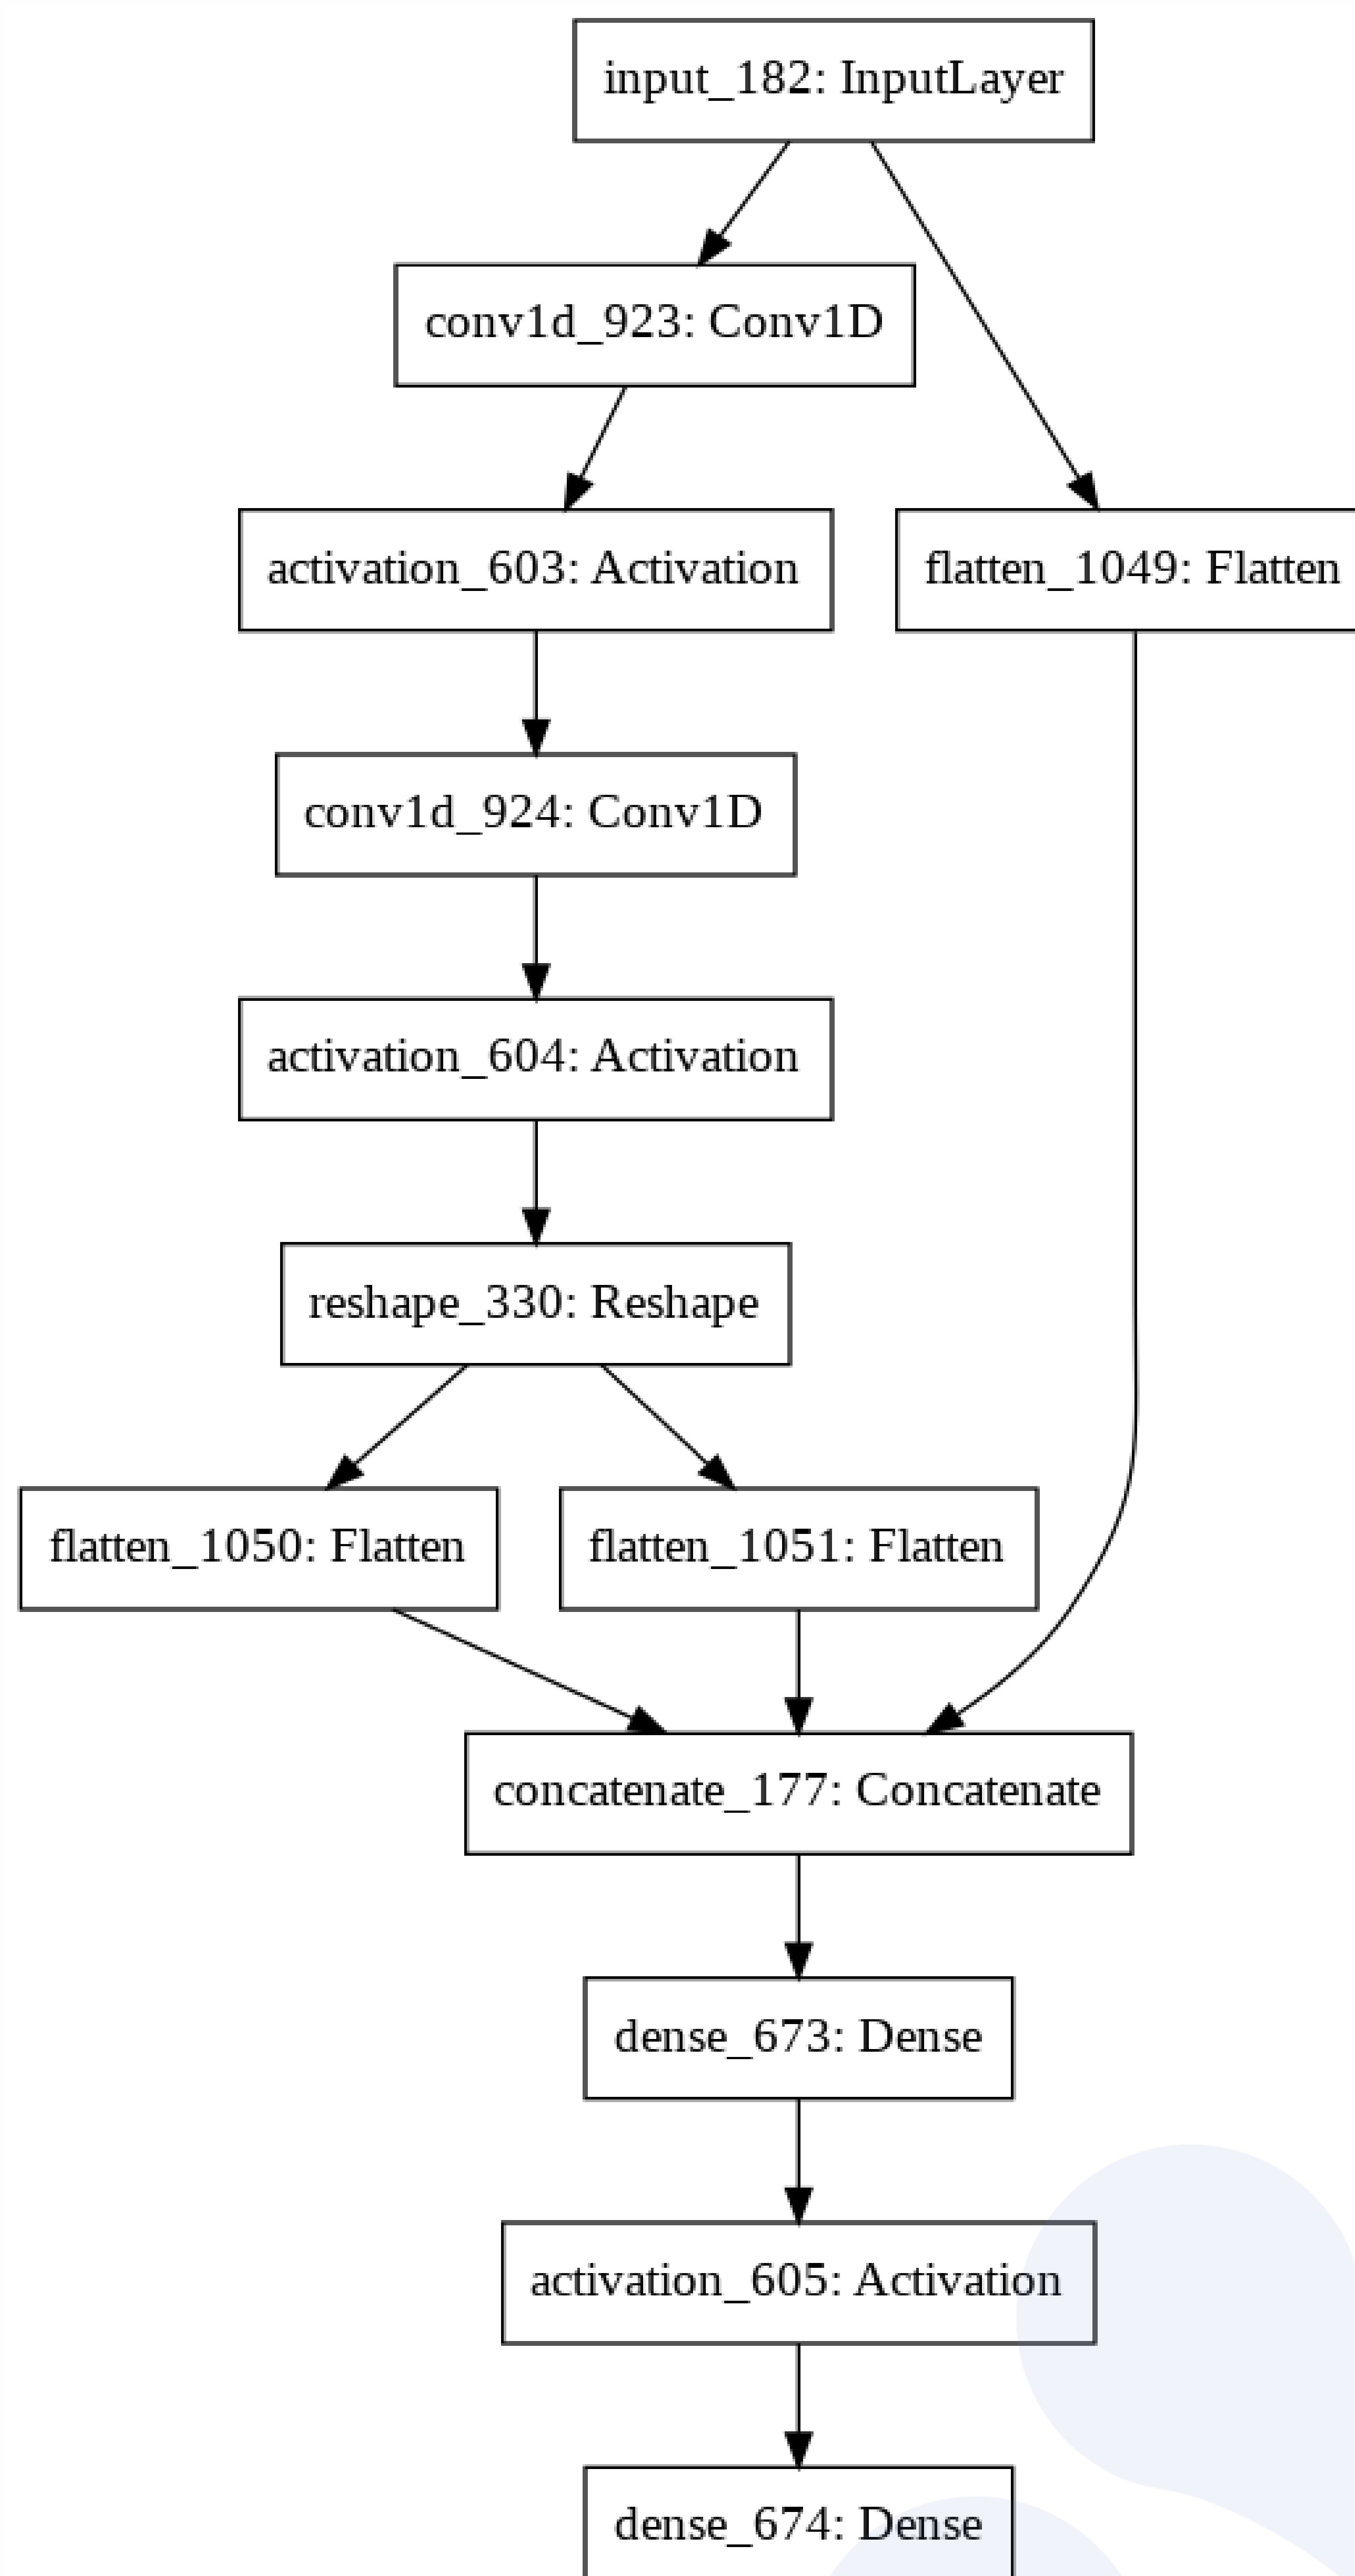 input_182: InputLayer
conv1d_923: Conv1D
activation_603: Activation
flatten_1049: Flatten
conv1d_924: Conv1D
activation_604: Activation
reshape_330: Reshape
flatten_1050: Flatten
flatten_1051: Flatten
concatenate_177: Concatenate
dense_673: Dense
activation_605: Activation
dense_674: Dense